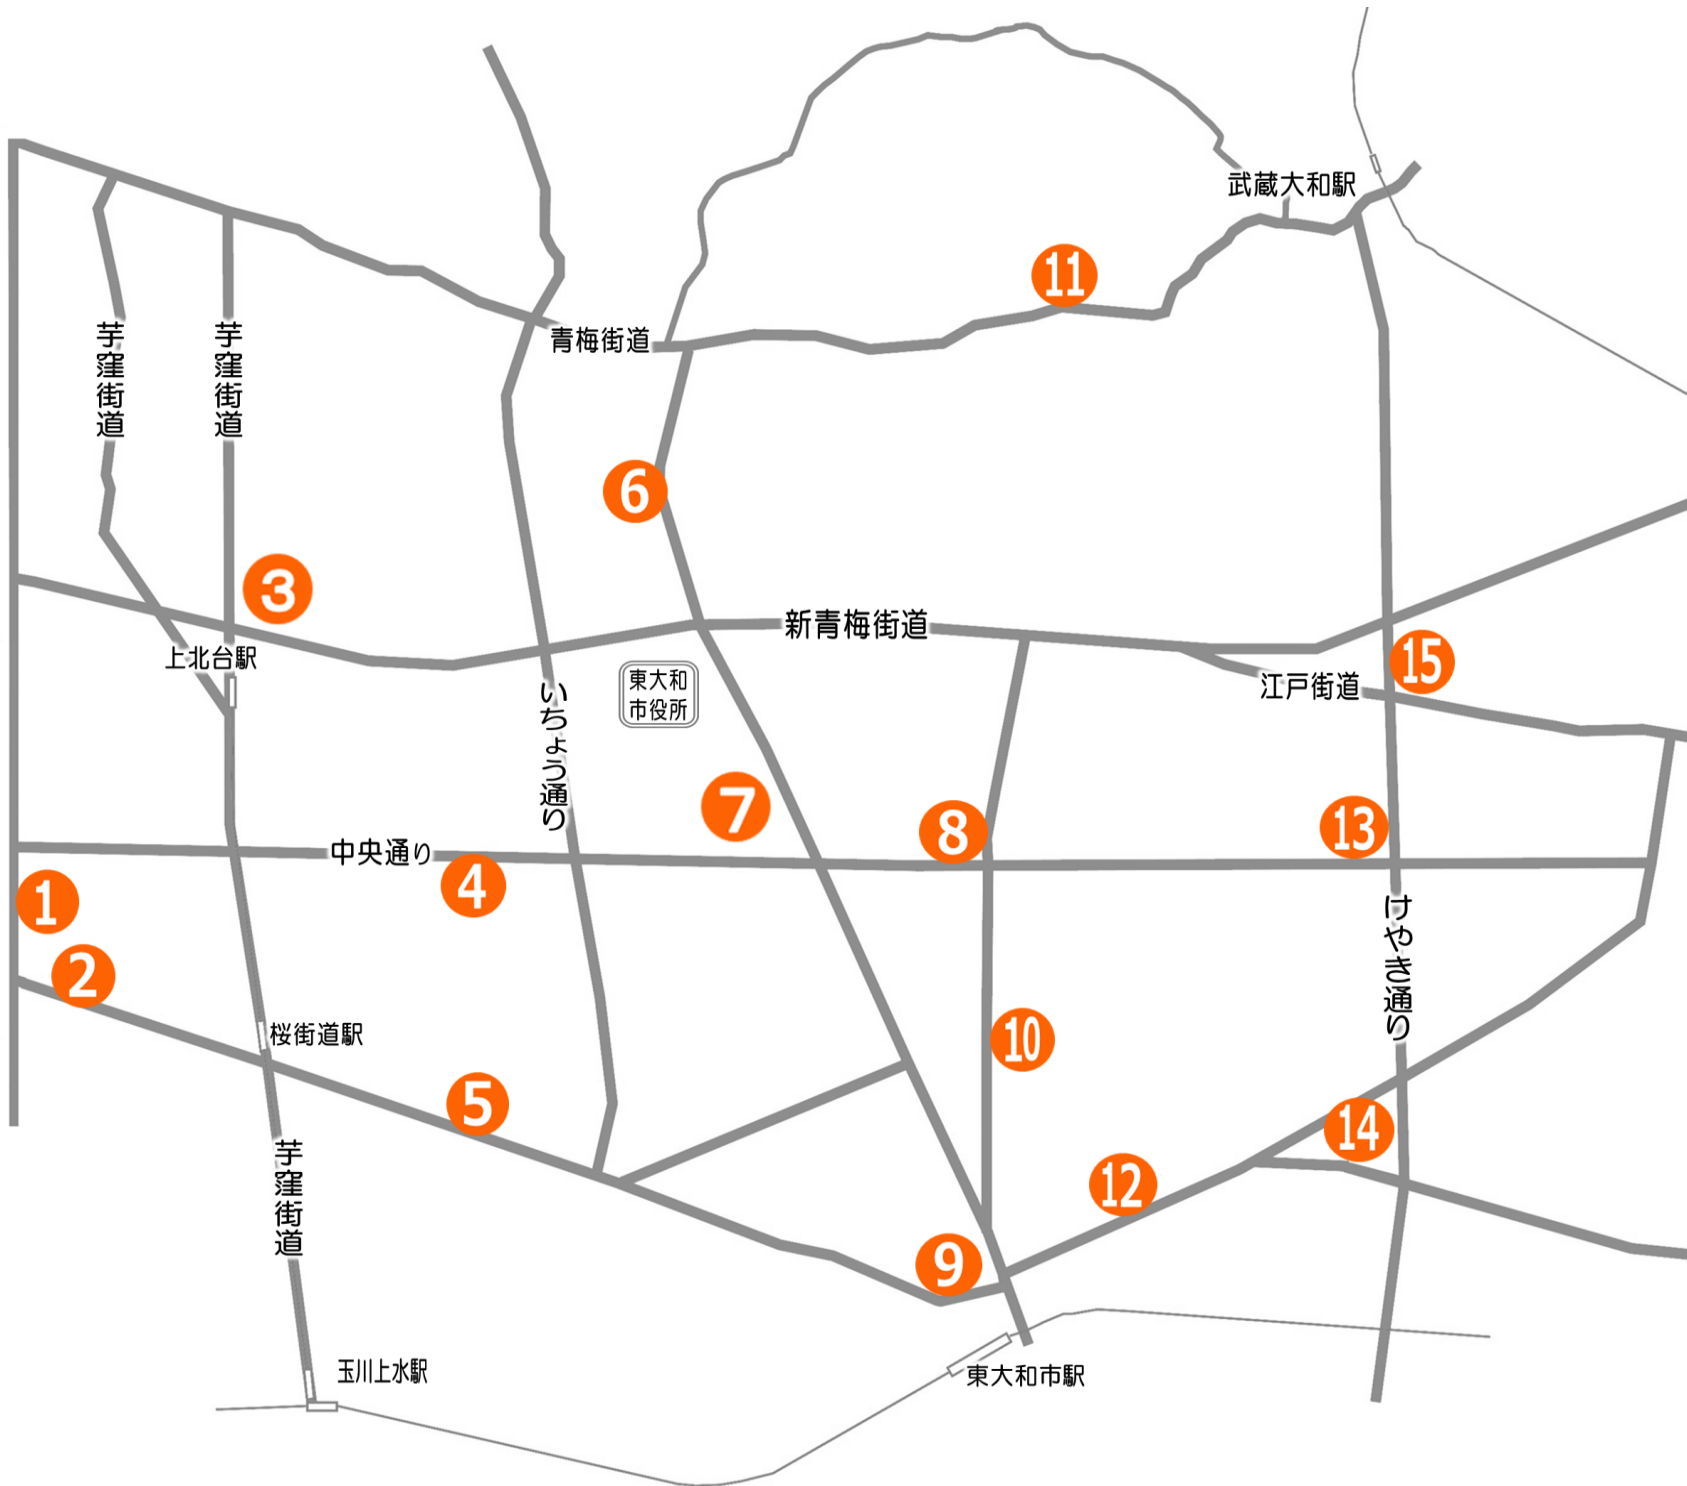 武蔵大和駅
11
青梅街道
芋窪街道
芋窪街道
6
3
新青梅街道
上北台駅
15
東大和
市役所
江戸街道
いちょう通り
7
8
13
中央通り
4
1
けやき通り
2
桜街道駅
10
5
14
芋窪街道
12
9
玉川上水駅
東大和市駅